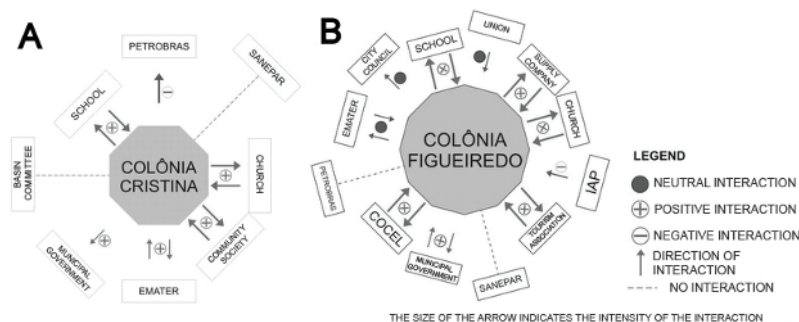 A
PETROBRAS
SANEPAR
SCHOOL
BASIN
COMMITTEE
COLÔNIA
CRISTINA
CHURCH
COMMUNITY
SOCIETY
MUNICIPAL
GOVERNMENT
EMATER
B
UNION
SCHOOL
CITY
COUNCIL
SUPPLY
COMPANY
EMATER
CHURCH
COLÔNIA
FIGUEIREDO
PETROBRAS
IAP
COCEL
TOURISM
ASSOCIATION
MUNICIPAL
GOVERNMENT
SANEPAR
LEGEND
NEUTRAL INTERACTION
POSITIVE INTERACTION
NEGATIVE INTERACTION
DIRECTION OF
INTERACTION
NO INTERACTION
THE SIZE OF THE ARROW INDICATES THE INTENSITY OF THE INTERACTION